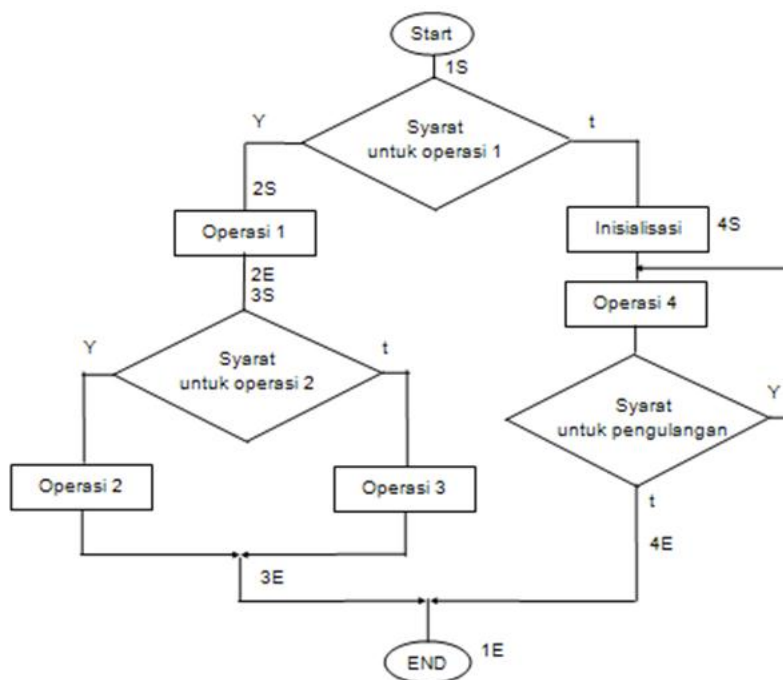 Start
1S
Syarat
untuk operasi 1
Y
t
2S
Operasi 1
Inisialisasi
4S
2E
3S
Operasi 4
Y
Syarat
untuk operasi 2
t
Syarat
untuk pengulangan
Y
Operasi 2
Operasi 3
t
4E
3E
END
1E